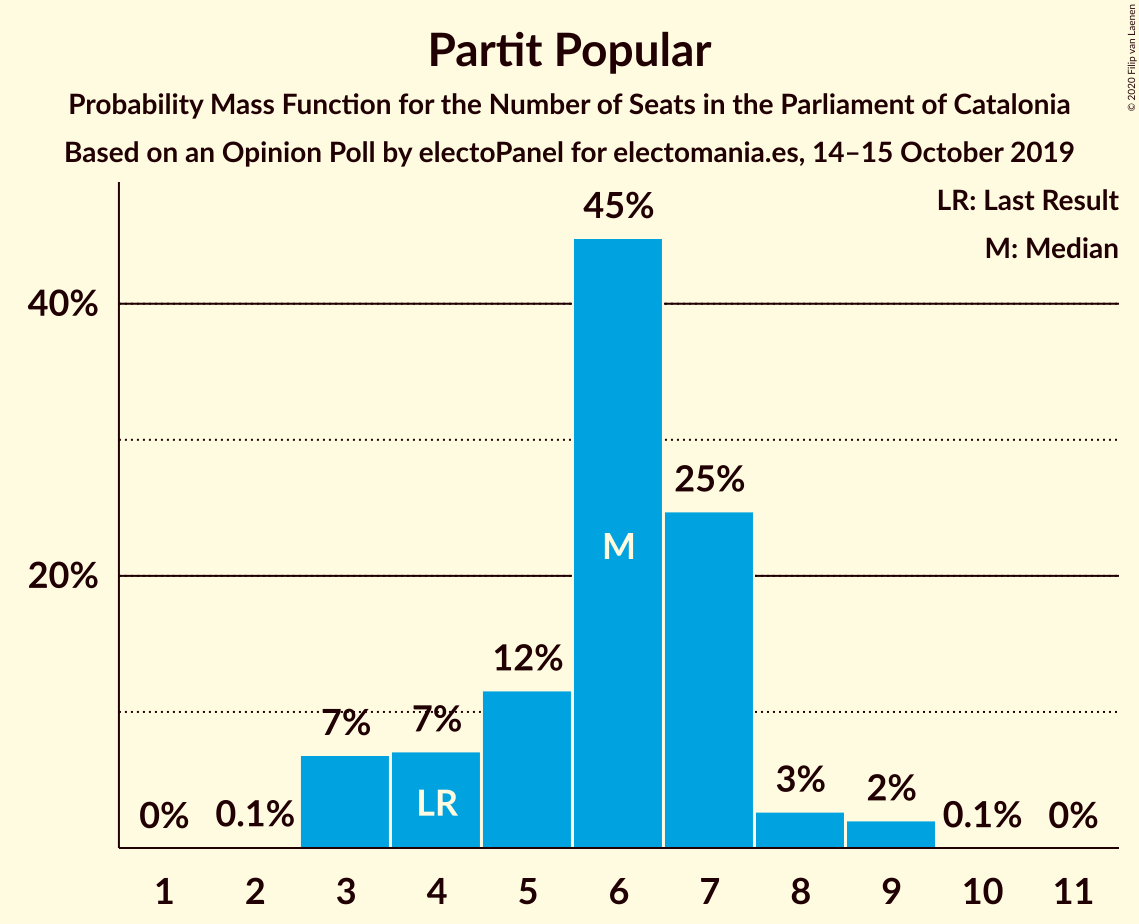 Partit Popular
Probability Mass Function for the Number of Seats in the Parliament of Catalonia
Based on an Opinion Poll by electoPanel for electomania.es, 14–15 October 2019
© 2020 Filip van Laenen
LR: Last Result
M: Median
40%
20%
0%
0.1%
7%
7%
12%
45%
25%
3%
2%
0.1%
0%
LR
M
1 2 3 4 5 6 7 8 9 10 11